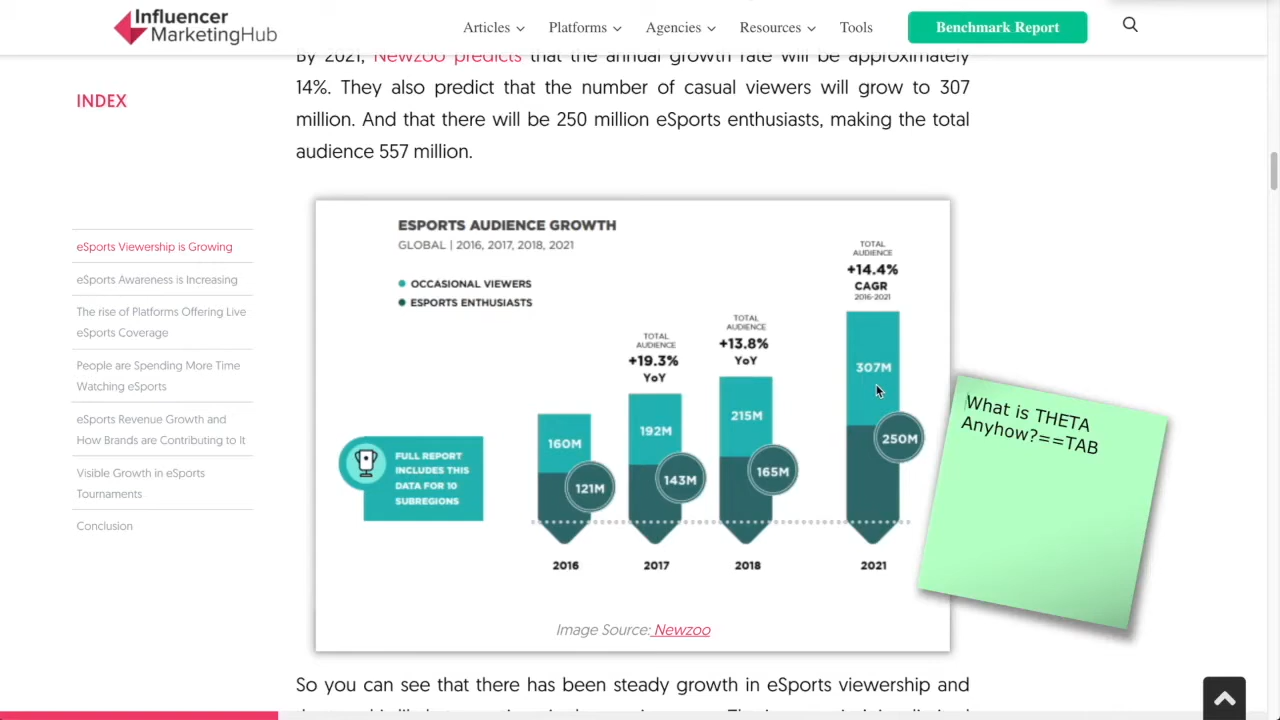 Influencer
MarketingHub
Articles Platforms Agencies Resources Tools Benchmark Report
By 2021, Newzoo predicts that the annual growth rate will be approximately
14%. They also predict that the number of casual viewers will grow to 307
million. And that there will be 250 million eSports enthusiasts, making the total
audience 557 million.
INDEX
eSports Viewership is Growing
eSports Awareness is Increasing
The rise of Platforms Offering Live
eSports Coverage
People are Spending More Time
Watching eSports
eSports Revenue Growth and
How Brands are Contributing to It
Visible Growth in eSports
Tournaments
Conclusion
ESPORTS AUDIENCE GROWTH
GLOBAL | 2016, 2017, 2018, 2021
OCCASIONAL VIEWERS
ESPORTS ENTHUSIASTS
FULL REPORT
INCLUDES THIS
DATA FOR 10
SUBREGIONS
160M
121M
2016
TOTAL
AUDIENCE
+19.3%
YoY
192M
143M
2017
TOTAL
AUDIENCE
+13.8%
YoY
215M
165M
2018
TOTAL
AUDIENCE
+14.4%
CAGR
2016-2021
307M
250M
2021
Image Source: Newzoo
What is THETA
Anyhow?==TAB
So you can see that there has been steady growth in eSports viewership and